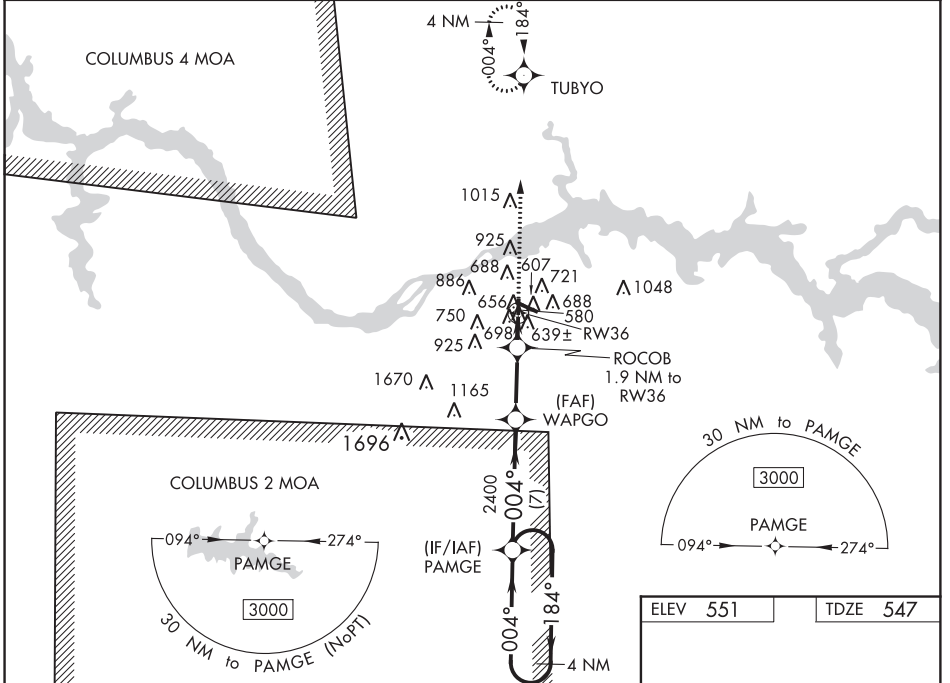 4 NM
184°
004°
COLUMBUS 4 MOA
TUBYO
1015
925
688
607
721
886
1048
656
688
750
580
698
639±
RW36
925
ROCOB
1.9 NM to
RW36
1670
1165
(FAF)
WAPGO
1696
30 NM to PAMGE
3000
PAMGE
094°
274°
COLUMBUS 2 MOA
2400
004°
(7)
(IF/IAF)
PAMGE
094°
274°
PAMGE
3000
30 NM to PAMGE (NoPT)
004°
184°
4 NM
ELEV 551
TDZE 547